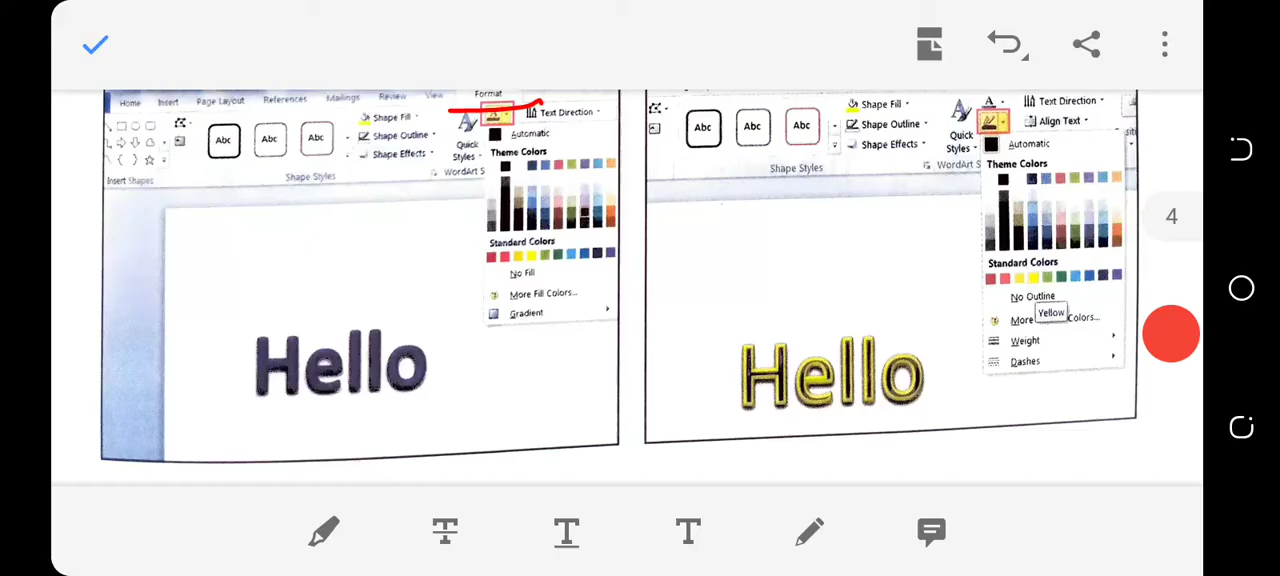 Home Insert Page Layout References Mailings Review View Format
Shape Fill
Shape Outline
Shape Effects
Abc Abc Abc
Quick
Styles
Text Direction
Insert Shapes
Shape Styles
WordArt S
Automatic
Theme Colors
Standard Colors
No Fill
More Fill Colors...
Gradient
Hello
Shape Fill
Shape Outline
Shape Effects
Abc Abc Abc
Quick
Styles
Text Direction
Align Text
Shape Styles
WordArt S
Automatic
Theme Colors
Standard Colors
No Outline
Yellow
More Colors...
Weight
Dashes
Hello
4